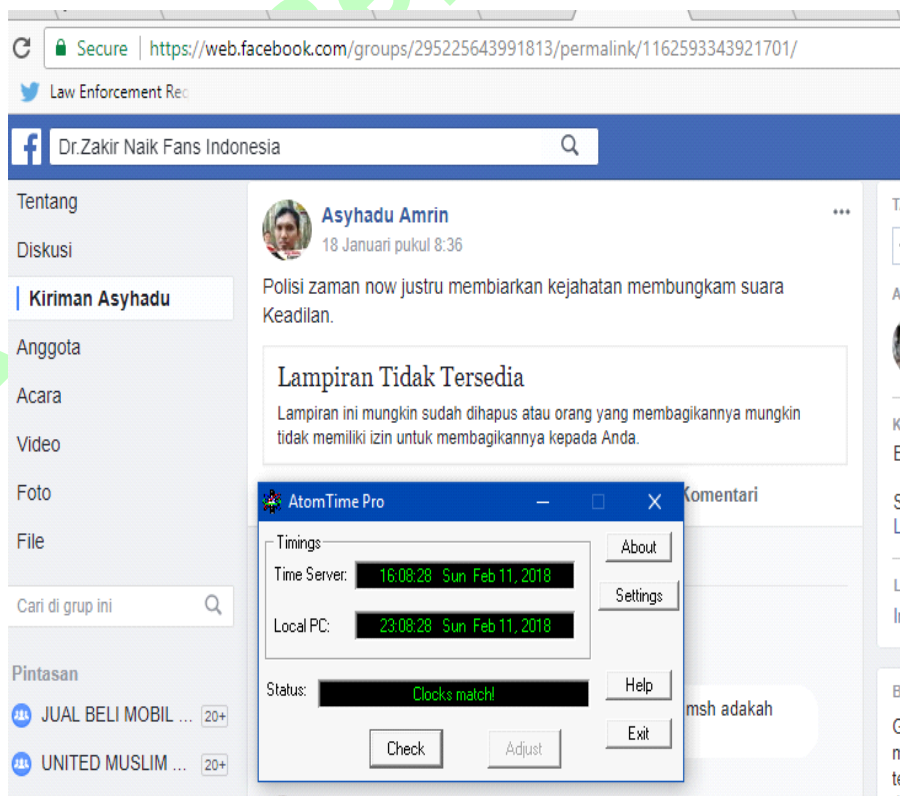 Secure | https://web.facebook.com/groups/295225643991813/permalink/1162593343921701/
Law Enforcement Rec
Dr.Zakir Naik Fans Indonesia
Tentang
Diskusi
Kiriman Asyhadu
Anggota
Acara
Video
Foto
File
Cari di grup ini
Pintasan
JUAL BELI MOBIL ... 20+
UNITED MUSLIM ... 20+
Asyhadu Amrin
18 Januari pukul 8:36
Polisi zaman now justru membiarkan kejahatan membungkam suara
Keadilan.
Lampiran Tidak Tersedia
Lampiran ini mungkin sudah dihapus atau orang yang membagikannya mungkin
tidak memiliki izin untuk membagikannya kepada Anda.
Komentari
AtomTime Pro
Timings
Time Server: 16:08:28 Sun Feb 11, 2018
Local PC: 23:08:28 Sun Feb 11, 2018
Status: Clocks match!
Check
Adjust
About
Settings
Help
Exit
msh adakah